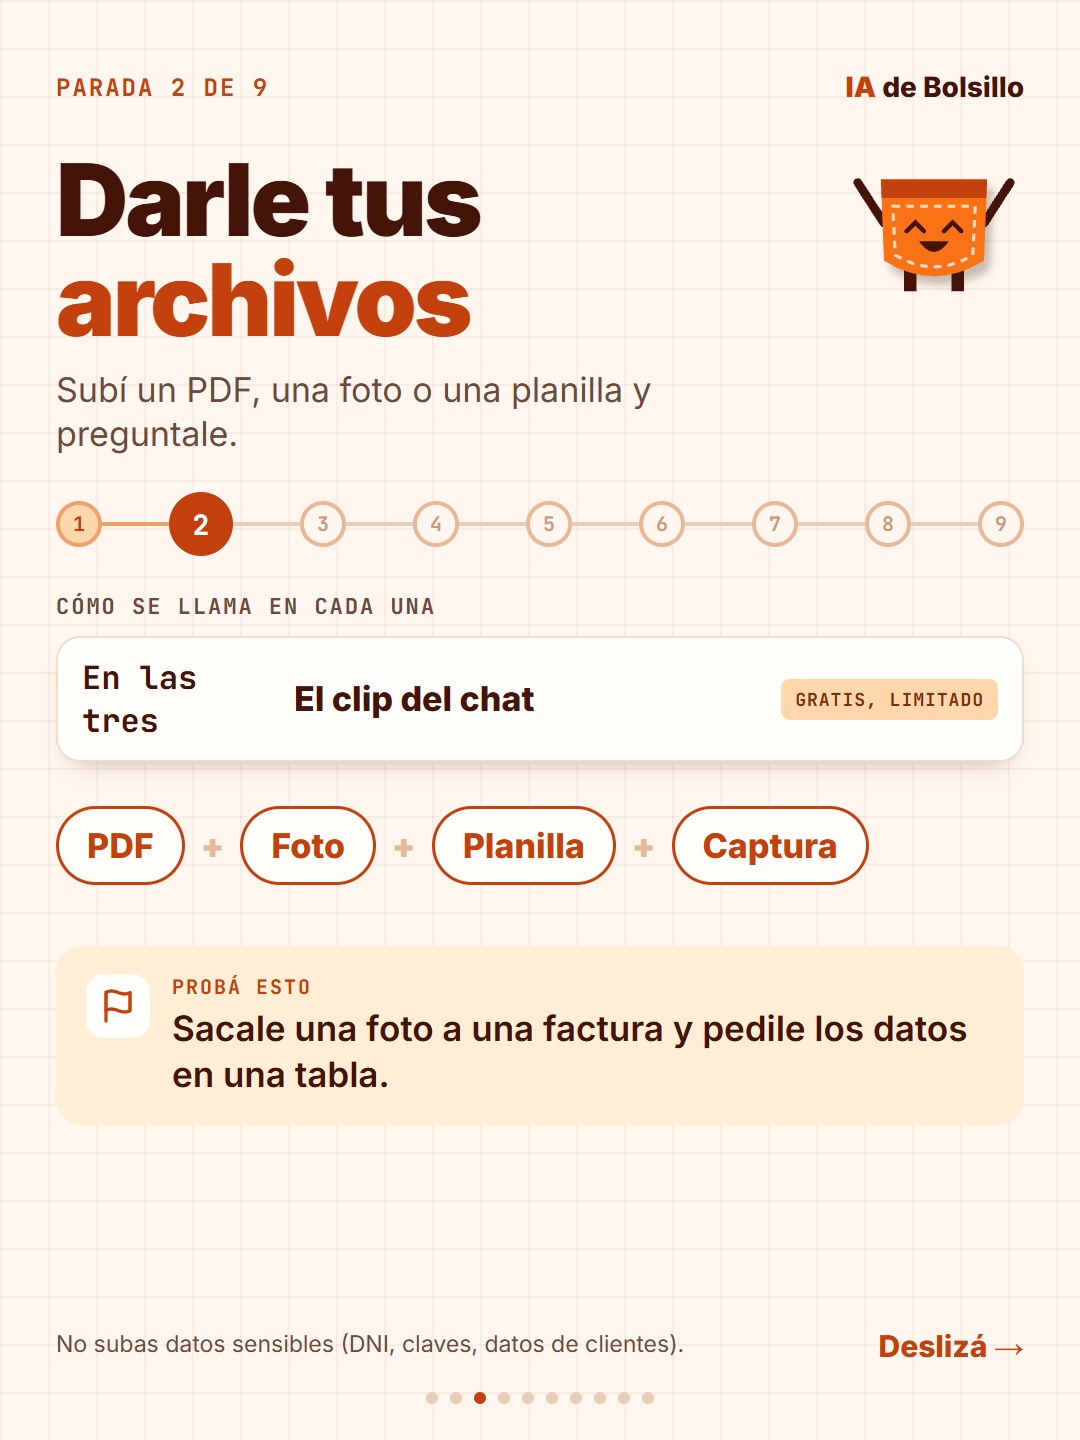 PARADA 2 DE 9
IA de Bolsillo
Darle tus
archivos
Subí un PDF, una foto o una planilla y
preguntale.
1 2 3 4 5 6 7 8 9
CÓMO SE LLAMA EN CADA UNA
En las
tres
El clip del chat
GRATIS, LIMITADO
PDF + Foto + Planilla + Captura
PROBÁ ESTO
Sacale una foto a una factura y pedile los datos
en una tabla.
No subas datos sensibles (DNI, claves, datos de clientes).
Deslizá →